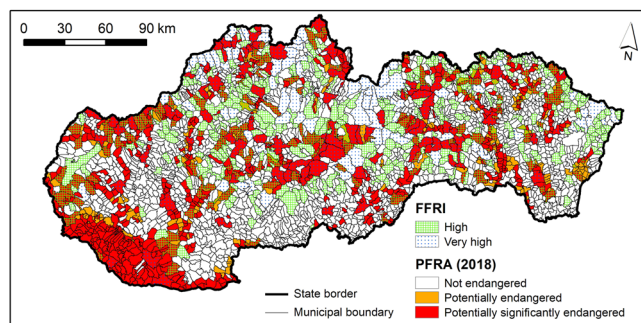 0 30 60 90 km
N
FFRI
High
Very high
PFRA (2018)
Not endangered
Potentially endangered
Potentially significantly endangered
State border
Municipal boundary